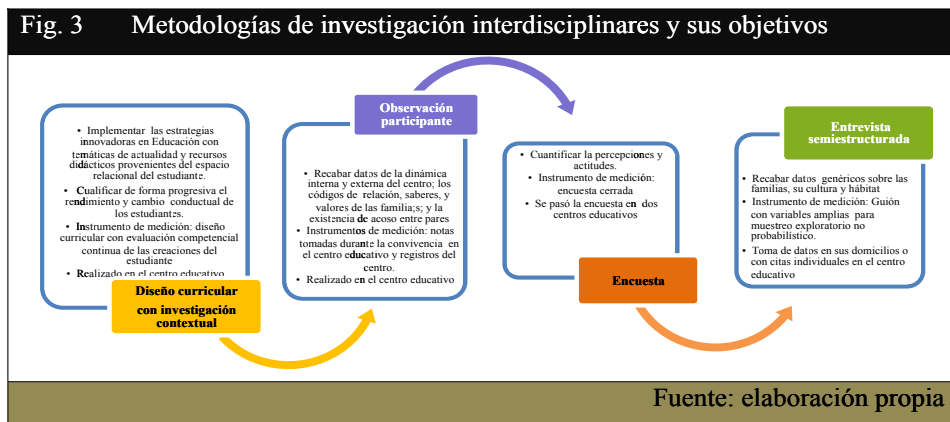 Fig. 3 Metodologías de investigación interdisciplinares y sus objetivos
• Implementar las estrategias
innovadoras en Educación con
temáticas de actualidad y recursos
didácticos provenientes del espacio
relacional del estudiante.
• Cualificar de forma progresiva el
rendimiento y cambio conductual de
los estudiantes.
• Instrumento de medición: diseño
curricular con evaluación competencial
continua de las creaciones del
estudiante
• Realizado en el centro educativo
Diseño curricular
con investigación
contextual
Observación
participante
• Recabar datos de la dinámica
interna y externa del centro; los
códigos de relación, saberes, y
valores de las familia;s; y la
existencia de acoso entre pares
• Instrumentos de medición: notas
tomadas durante la convivencia en
el centro educativo y registros del
centro.
• Realizado en el centro educativo
• Cuantificar la percepciones y
actitudes.
• Instrumento de medición:
encuesta cerrada
• Se pasó la encuesta en dos
centros educativos
Encuesta
Entrevista
semiestructurada
• Recabar datos genéricos sobre las
familias, su cultura y hábitat
• Instrumento de medición: Guión
con variables amplias para
muestreo exploratorio no
probabilístico.
• Toma de datos en sus domicilios o
con citas individuales en el centro
educativo
Fuente: elaboración propia